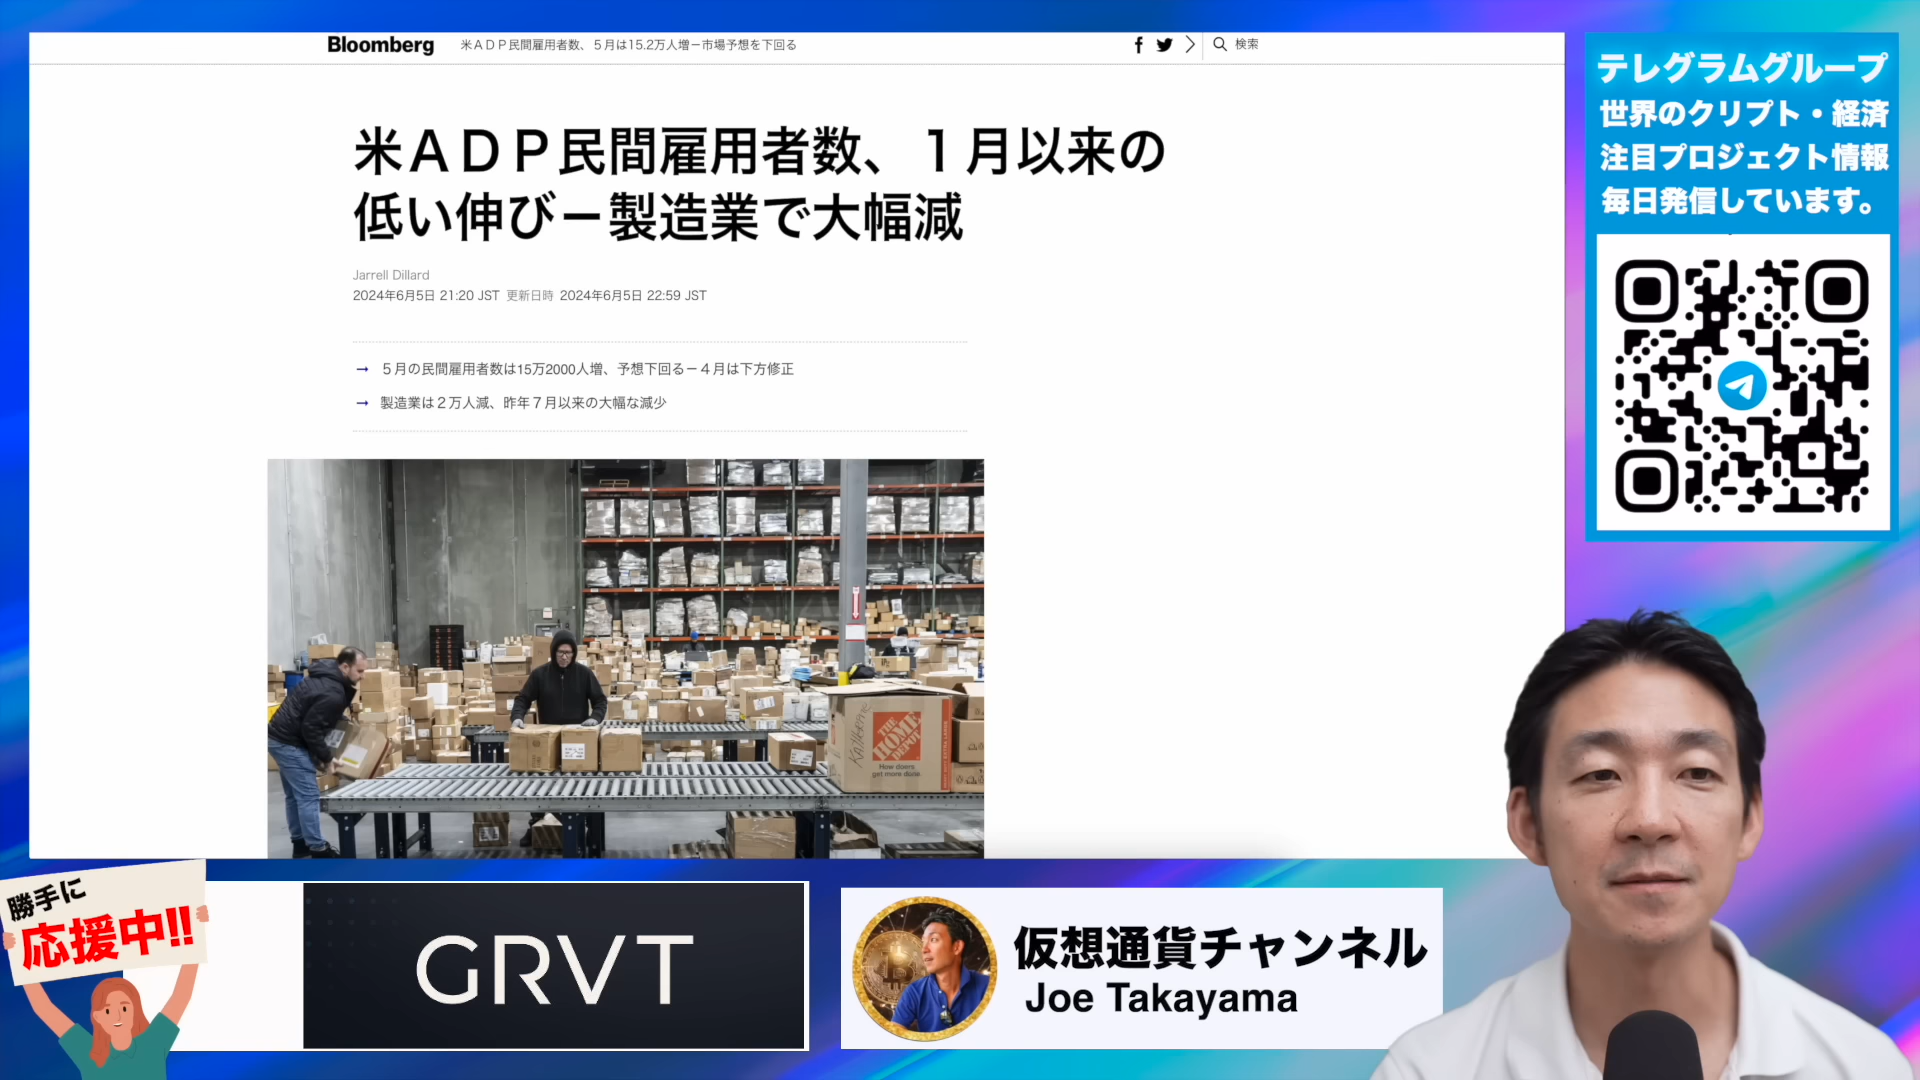 Bloomberg
米ＡＤＰ民間雇用者数、５月は15.2万人増－市場予想を下回る
検索
米ＡＤＰ民間雇用者数、１月以来の
低い伸び－製造業で大幅減
Jarrell Dillard
2024年6月5日 21:20 JST 更新日時 2024年6月5日 22:59 JST
→ ５月の民間雇用者数は15万2000人増、予想下回る－４月は下方修正
→ 製造業は２万人減、昨年７月以来の大幅な減少
THE
HOME
DEPOT
How doers
get more done
テレグラムグループ
世界のクリプト・経済
注目プロジェクト情報
毎日発信しています。
勝手に
応援中!!
GRVT
仮想通貨チャンネル
Joe Takayama